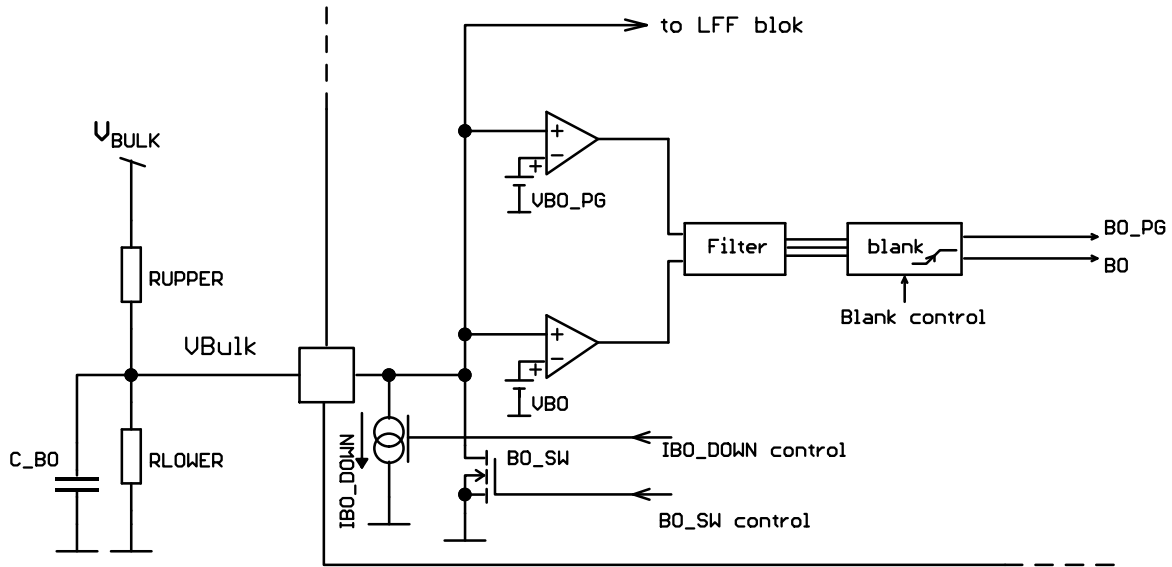 to LFF blok
VBULK
+
−
+
VBO_PG
RUPPER
Filter
blank
BO_PG
BO
Blank control
VBulk
+
−
+
VBO
C_BO
RLOWER
IBO_DOWN
BO_SW
IBO_DOWN control
BO_SW control